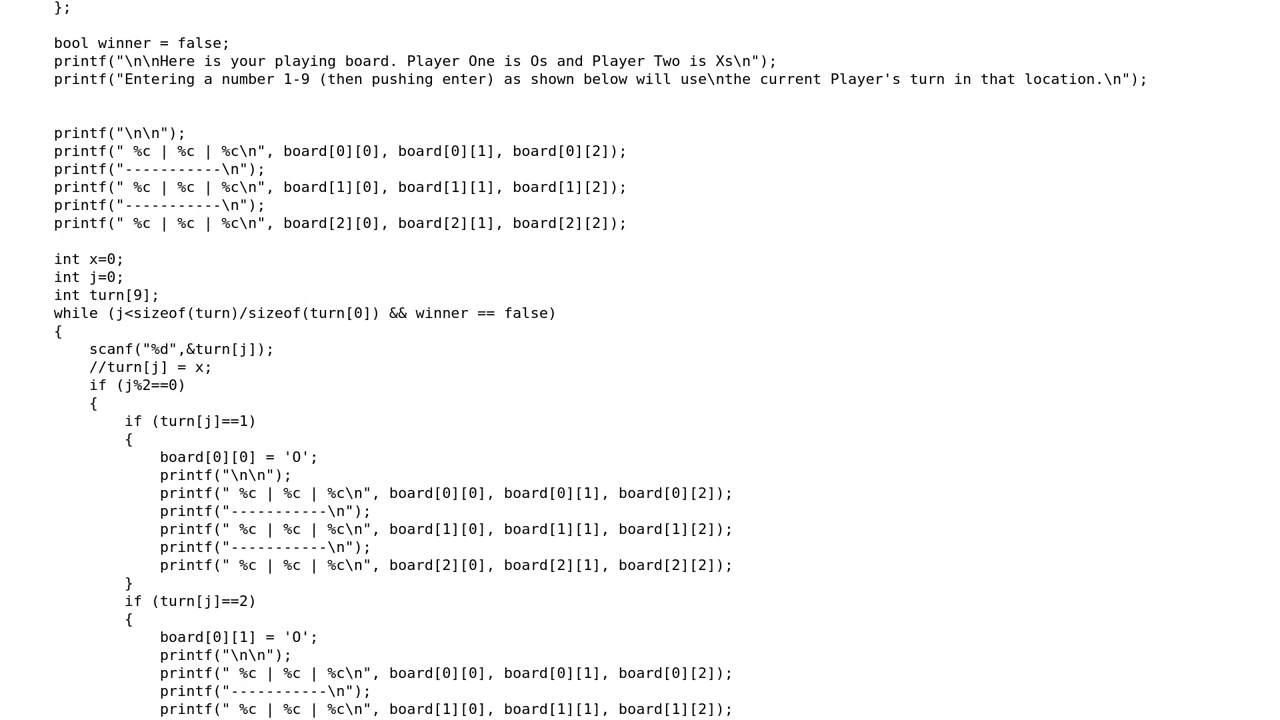 };
bool winner = false;
printf("\n\nHere is your playing board. Player One is Os and Player Two is Xs\n");
printf("Entering a number 1-9 (then pushing enter) as shown below will use\nthe current Player's turn in that location.\n");
printf("\n\n");
printf(" %c | %c | %c\n", board[0][0], board[0][1], board[0][2]);
printf("-----------\n");
printf(" %c | %c | %c\n", board[1][0], board[1][1], board[1][2]);
printf("-----------\n");
printf(" %c | %c | %c\n", board[2][0], board[2][1], board[2][2]);
int x=0;
int j=0;
int turn[9];
while (j<sizeof(turn)/sizeof(turn[0]) && winner == false)
{
scanf("%d",&turn[j]);
//turn[j] = x;
if (j%2==0)
{
if (turn[j]==1)
{
board[0][0] = 'O';
printf("\n\n");
printf(" %c | %c | %c\n", board[0][0], board[0][1], board[0][2]);
printf("-----------\n");
printf(" %c | %c | %c\n", board[1][0], board[1][1], board[1][2]);
printf("-----------\n");
printf(" %c | %c | %c\n", board[2][0], board[2][1], board[2][2]);
}
if (turn[j]==2)
{
board[0][1] = 'O';
printf("\n\n");
printf(" %c | %c | %c\n", board[0][0], board[0][1], board[0][2]);
printf("-----------\n");
printf(" %c | %c | %c\n", board[1][0], board[1][1], board[1][2]);